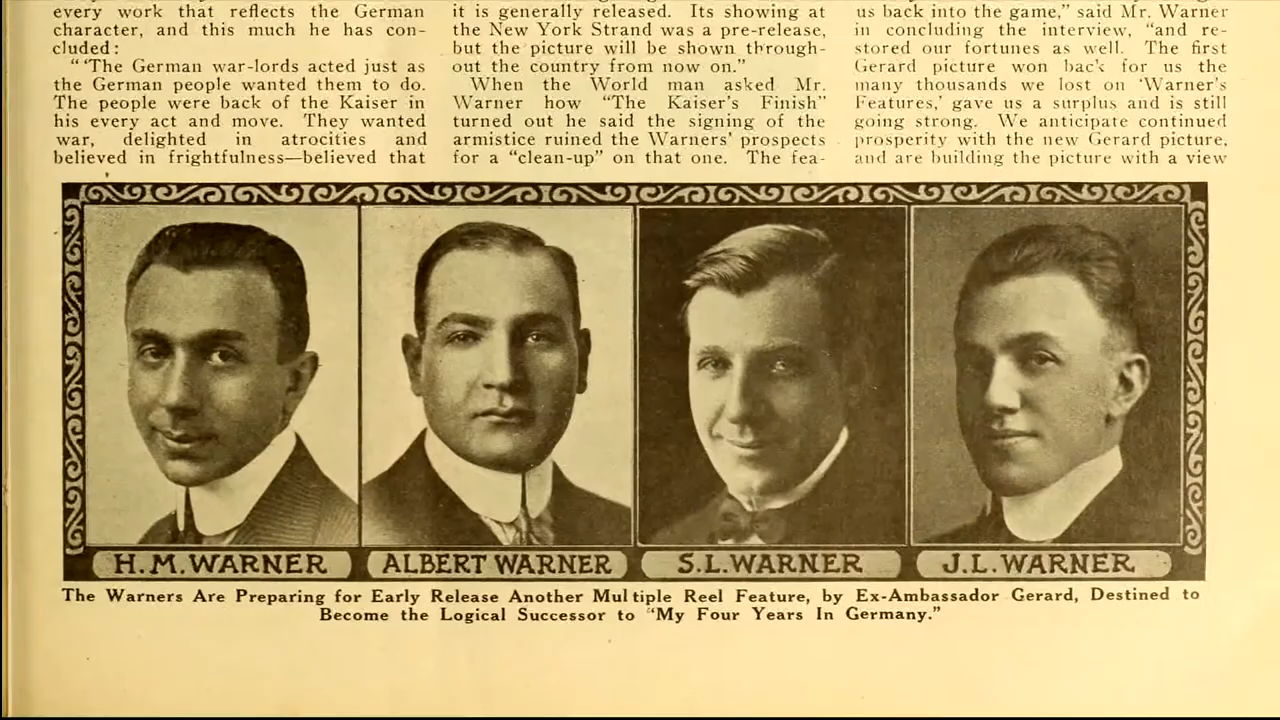 every work that reflects the German
character, and this much he has con-
cluded:
"'The German war-lords acted just as
the German people wanted them to do.
The people were back of the Kaiser in
his every act and move. They wanted
war, delighted in atrocities and
believed in frightfulness—believed that
it is generally released. Its showing at
the New York Strand was a pre-release,
but the picture will be shown through-
out the country from now on."
When the World man asked Mr.
Warner how "The Kaiser's Finish"
turned out he said the signing of the
armistice ruined the Warners' prospects
for a "clean-up" on that one. The fea-
us back into the game," said Mr. Warner
in concluding the interview, "and re-
stored our fortunes as well. The first
Gerard picture won back for us the
many thousands we lost on 'Warner's
Features,' gave us a surplus and is still
going strong. We anticipate continued
prosperity with the new Gerard picture,
and are building the picture with a view
H.M.WARNER
ALBERT WARNER
S.L.WARNER
J.L.WARNER
The Warners Are Preparing for Early Release Another Multiple Reel Feature, by Ex-Ambassador Gerard, Destined to
Become the Logical Successor to "My Four Years In Germany."